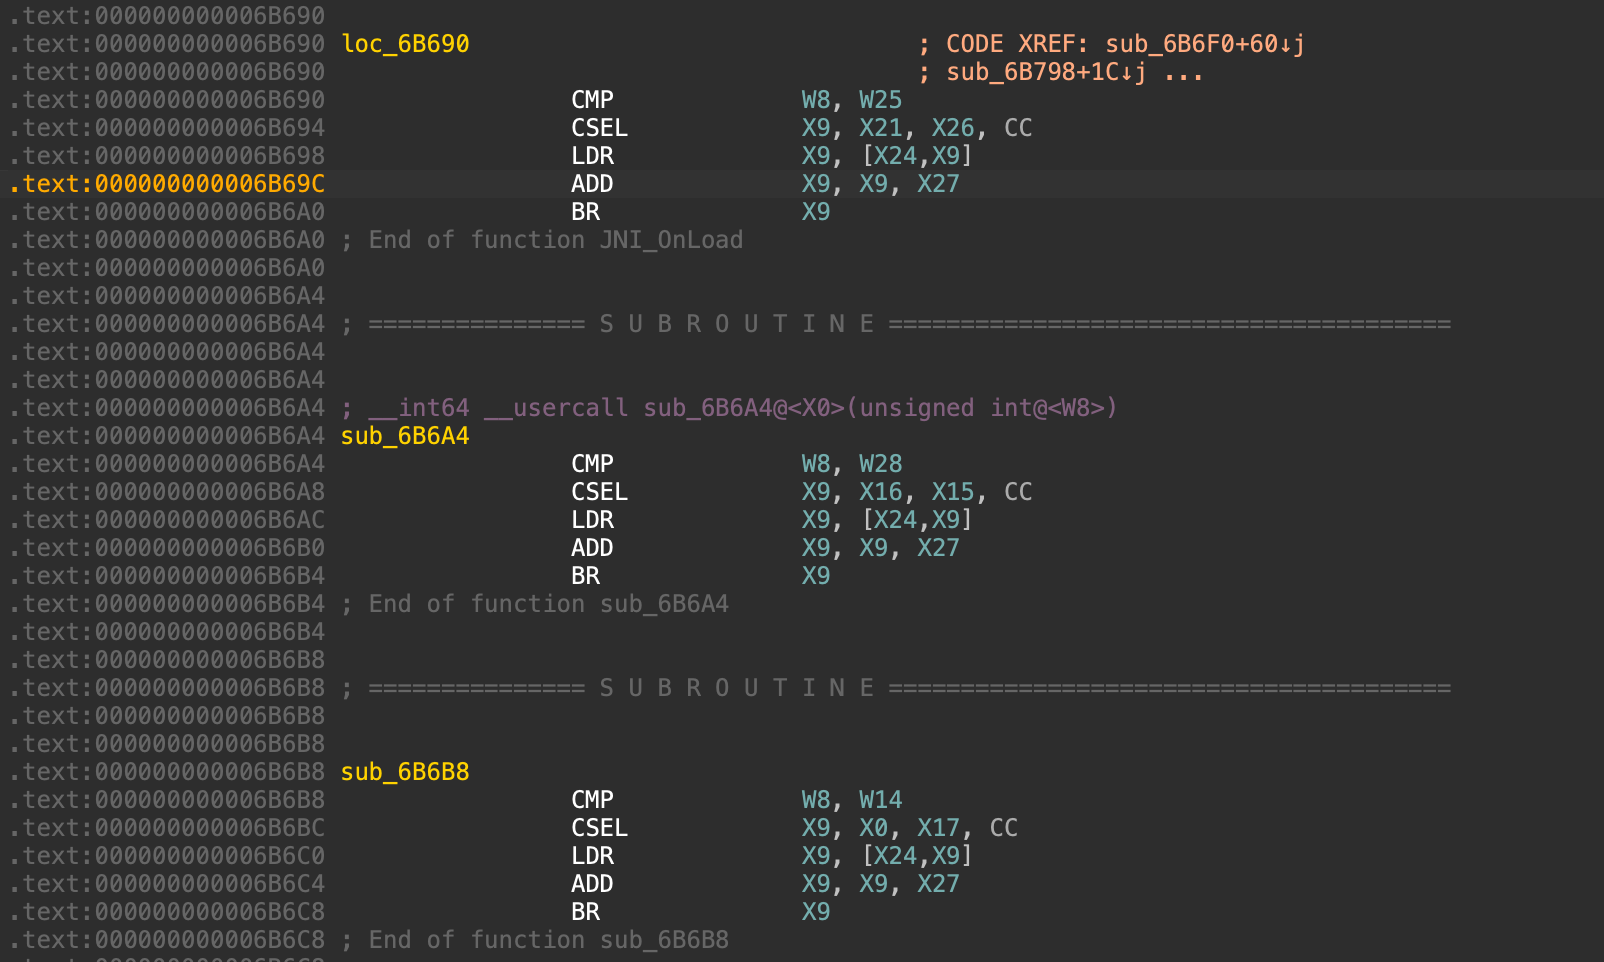 .text:000000000006B690
.text:000000000006B690 loc_6B690 ; CODE XREF: sub_6B6F0+60↓j
.text:000000000006B690 ; sub_6B798+1C↓j ...
.text:000000000006B690 CMP W8, W25
.text:000000000006B694 CSEL X9, X21, X26, CC
.text:000000000006B698 LDR X9, [X24,X9]
.text:000000000006B69C ADD X9, X9, X27
.text:000000000006B6A0 BR X9
.text:000000000006B6A0 ; End of function JNI_OnLoad
.text:000000000006B6A0
.text:000000000006B6A4
.text:000000000006B6A4 ; =============== S U B R O U T I N E =======================================
.text:000000000006B6A4
.text:000000000006B6A4
.text:000000000006B6A4 ; __int64 __usercall sub_6B6A4@<X0>(unsigned int@<W8>)
.text:000000000006B6A4 sub_6B6A4
.text:000000000006B6A4 CMP W8, W28
.text:000000000006B6A8 CSEL X9, X16, X15, CC
.text:000000000006B6AC LDR X9, [X24,X9]
.text:000000000006B6B0 ADD X9, X9, X27
.text:000000000006B6B4 BR X9
.text:000000000006B6B4 ; End of function sub_6B6A4
.text:000000000006B6B4
.text:000000000006B6B8
.text:000000000006B6B8 ; =============== S U B R O U T I N E =======================================
.text:000000000006B6B8
.text:000000000006B6B8
.text:000000000006B6B8 sub_6B6B8
.text:000000000006B6B8 CMP W8, W14
.text:000000000006B6BC CSEL X9, X0, X17, CC
.text:000000000006B6C0 LDR X9, [X24,X9]
.text:000000000006B6C4 ADD X9, X9, X27
.text:000000000006B6C8 BR X9
.text:000000000006B6C8 ; End of function sub_6B6B8